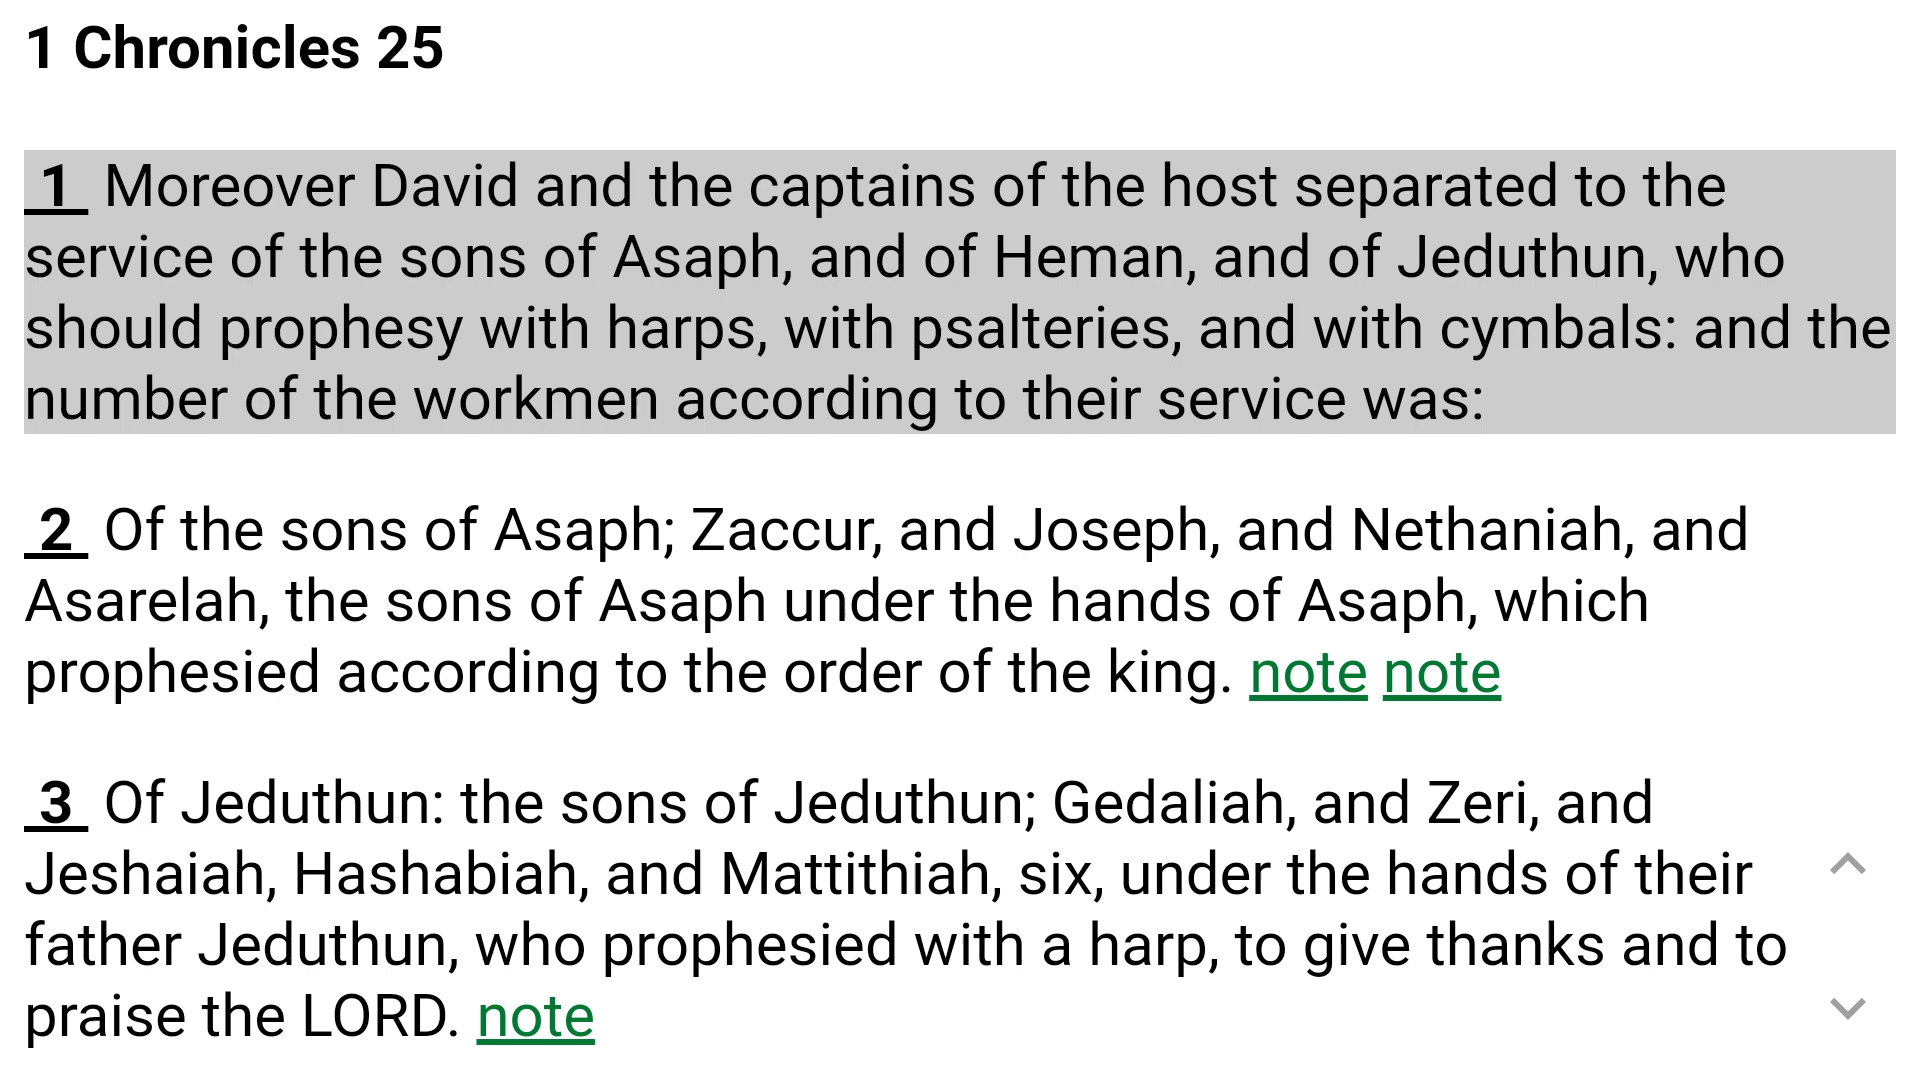 1 Chronicles 25
1 Moreover David and the captains of the host separated to the
service of the sons of Asaph, and of Heman, and of Jeduthun, who
should prophesy with harps, with psalteries, and with cymbals: and the
number of the workmen according to their service was:
2 Of the sons of Asaph; Zaccur, and Joseph, and Nethaniah, and
Asarelah, the sons of Asaph under the hands of Asaph, which
prophesied according to the order of the king. note note
3 Of Jeduthun: the sons of Jeduthun; Gedaliah, and Zeri, and
Jeshaiah, Hashabiah, and Mattithiah, six, under the hands of their
father Jeduthun, who prophesied with a harp, to give thanks and to
praise the LORD. note